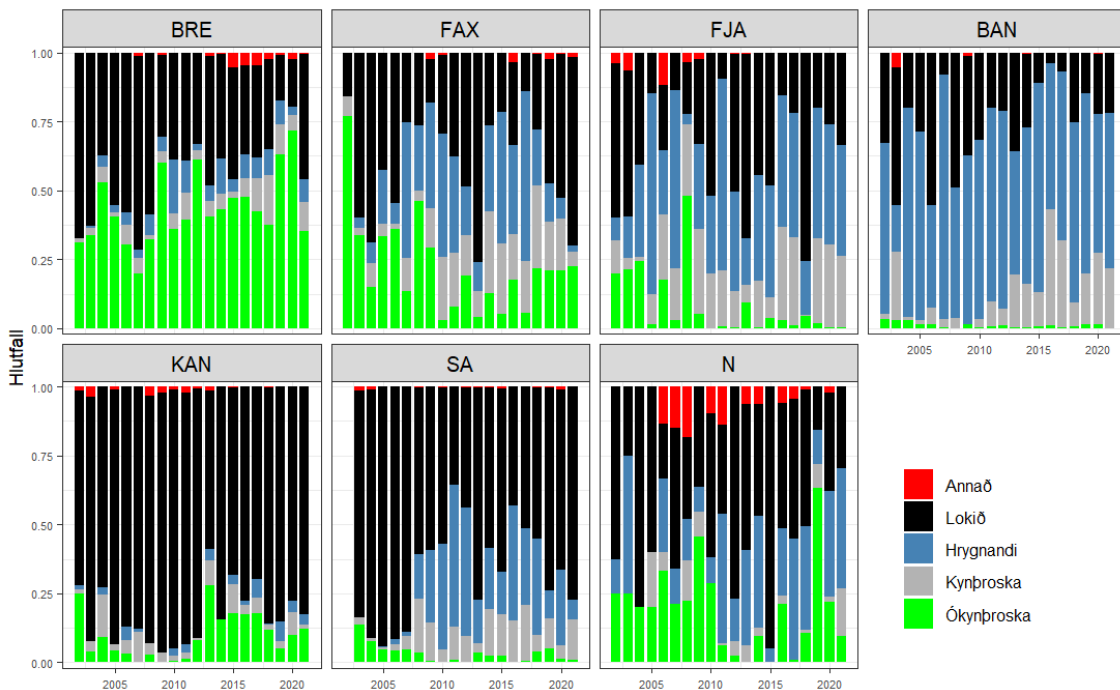 BRE FAX FJA BAN
1.00
0.75
0.50
0.25
0.00
2005 2010 2015 2020
KAN SA N
1.00
0.75
0.50
0.25
0.00
2005 2010 2015 2020 2005 2010 2015 2020 2005 2010 2015 2020
Hlutfall
Annað
Lokið
Hrygnandi
Kynþroska
Ókynþroska